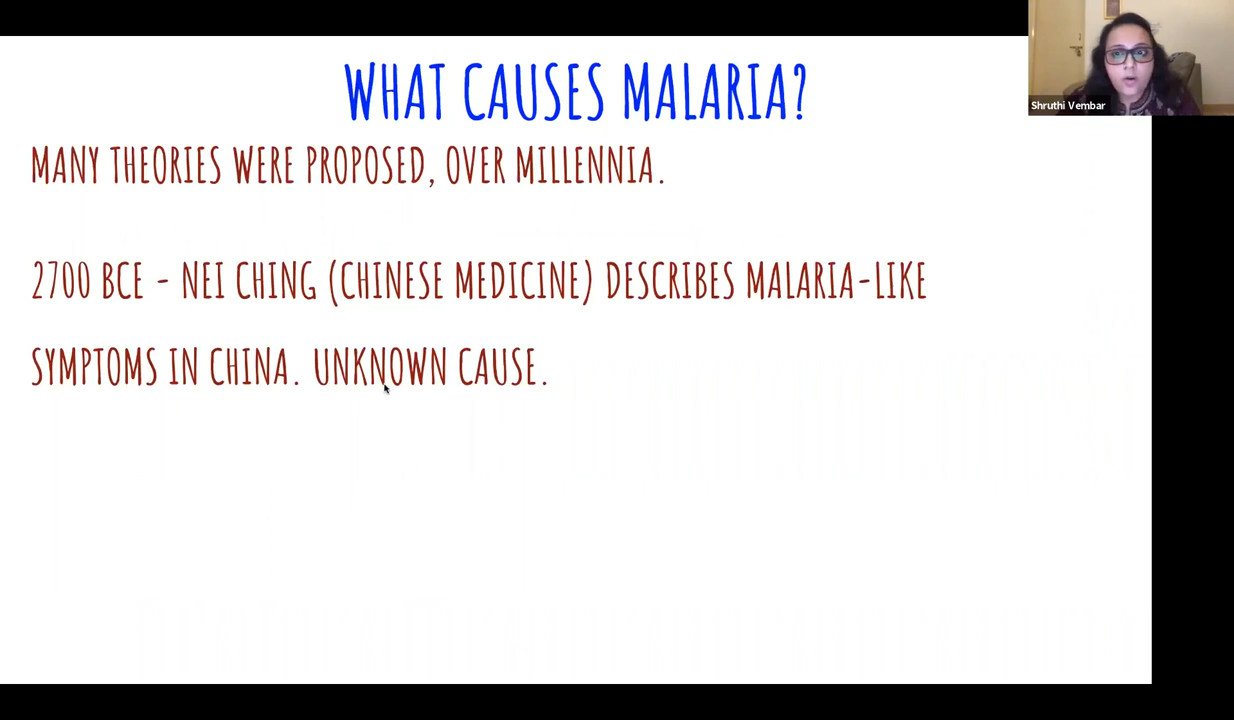 WHAT CAUSES MALARIA?
Shruthi Vembar
MANY THEORIES WERE PROPOSED, OVER MILLENNIA.
2700 BCE - NEI CHING (CHINESE MEDICINE) DESCRIBES MALARIA-LIKE
SYMPTOMS IN CHINA. UNKNOWN CAUSE.